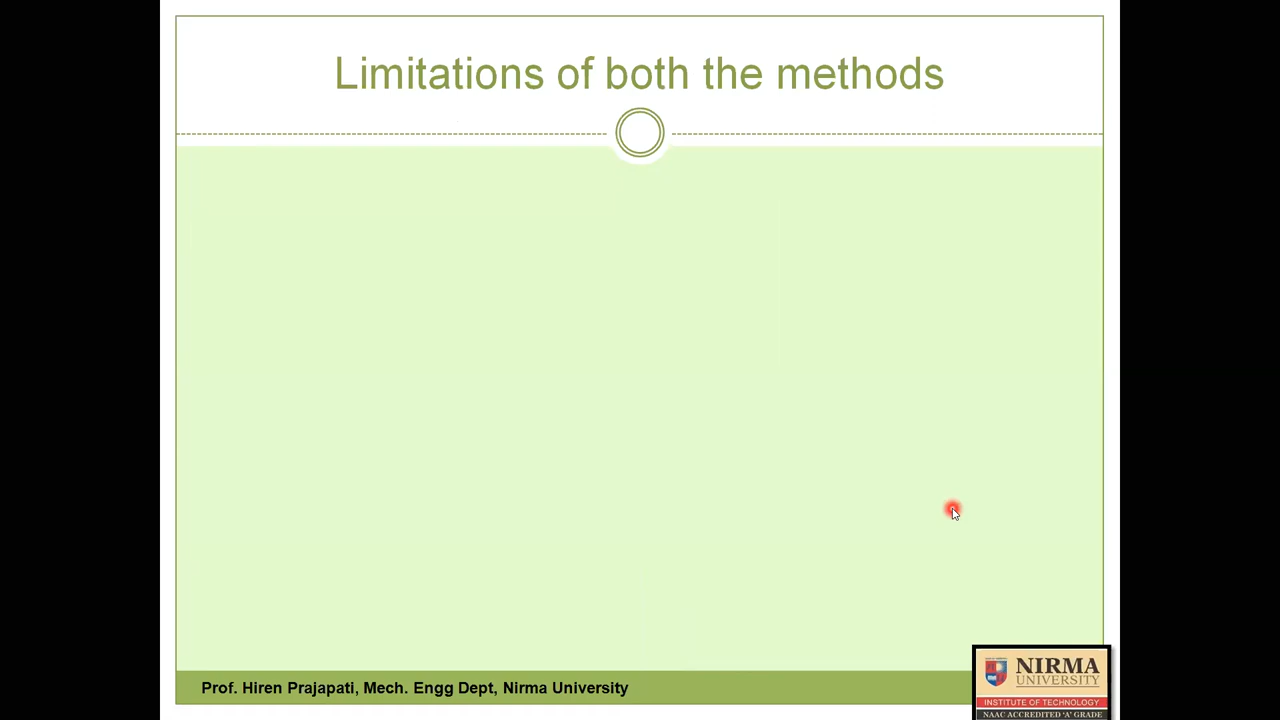 Limitations of both the methods
Prof. Hiren Prajapati, Mech. Engg Dept, Nirma University
NIRMA
UNIVERSITY
INSTITUTE OF TECHNOLOGY
NAAC ACCREDITED 'A' GRADE